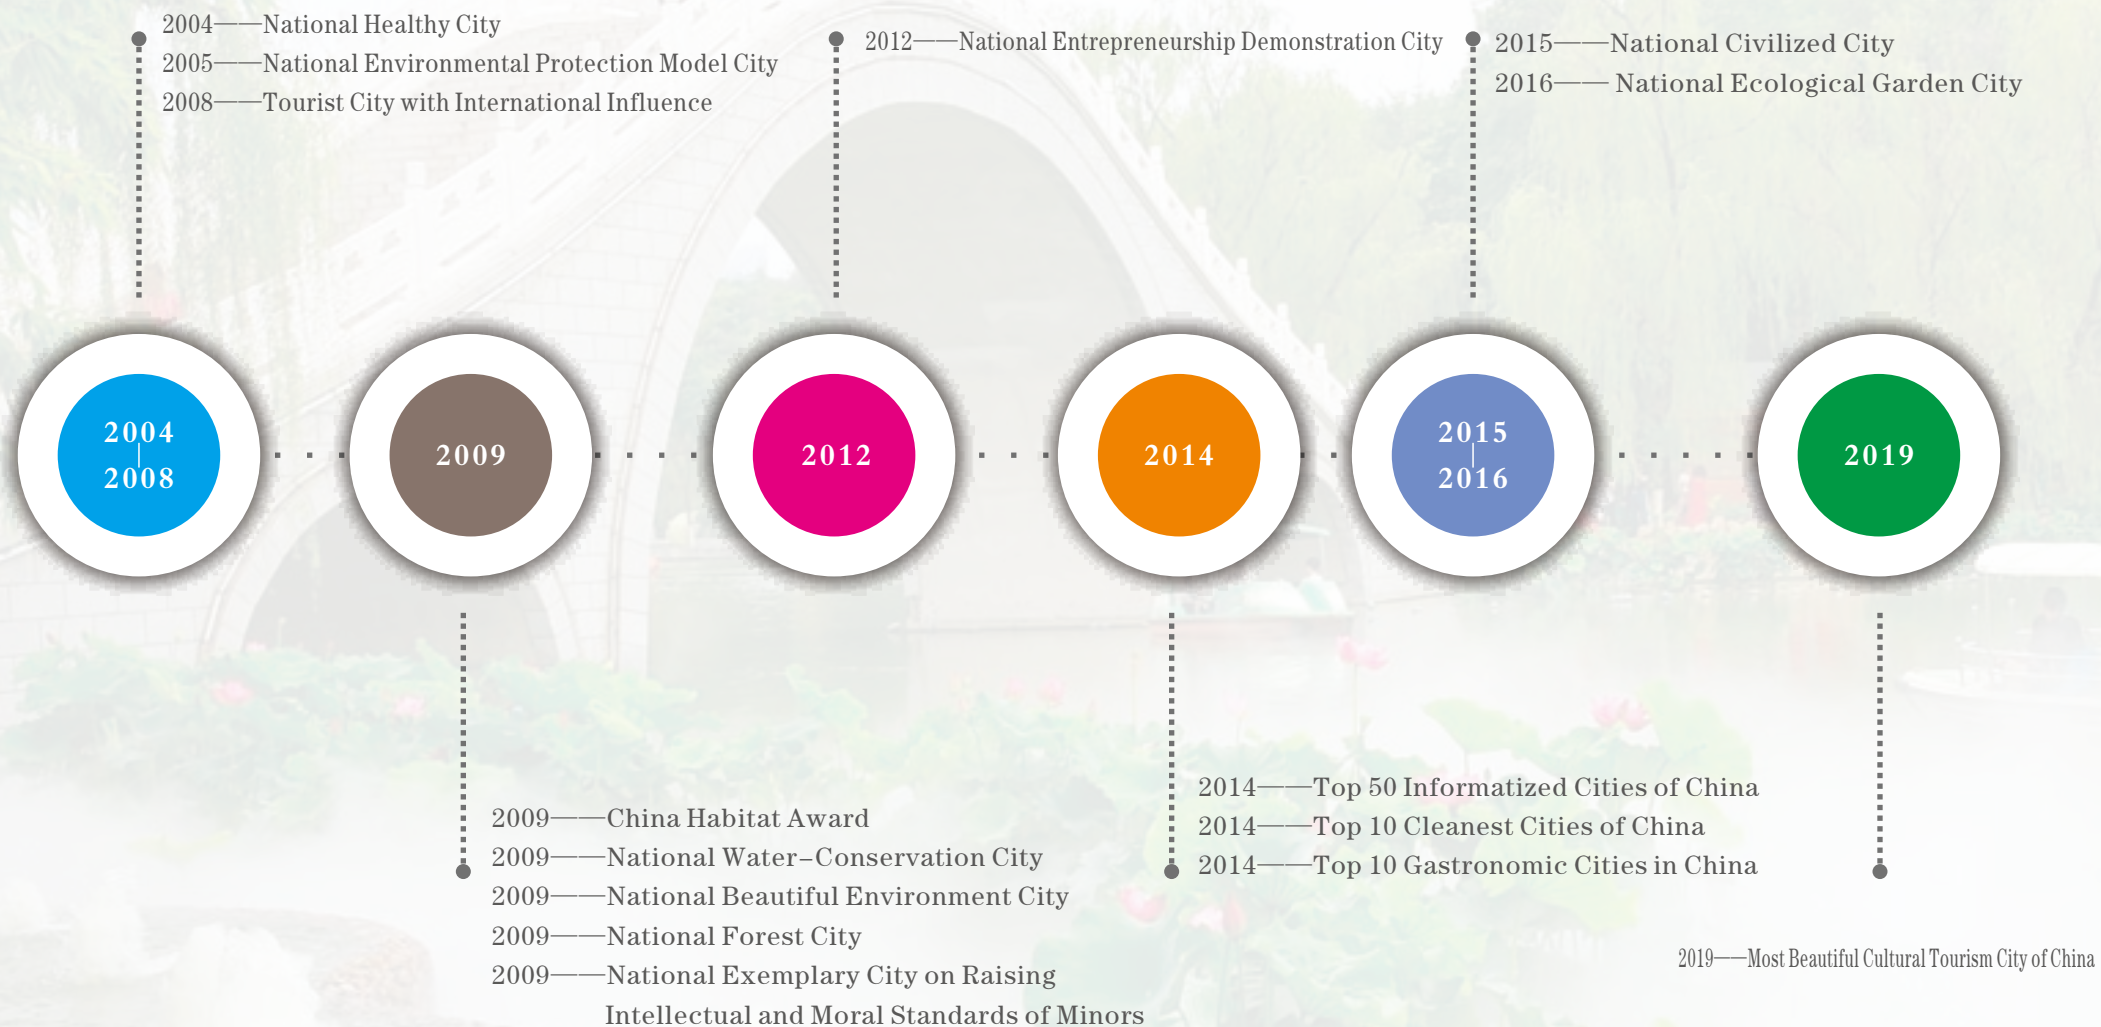 2004——National Healthy City
2005——National Environmental Protection Model City
2008——Tourist City with International Influence
2012——National Entrepreneurship Demonstration City
2015——National Civilized City
2016—— National Ecological Garden City
2004
2008
2009
2012
2014
2015
2016
2019
2009——China Habitat Award
2009——National Water–Conservation City
2009——National Beautiful Environment City
2009——National Forest City
2009——National Exemplary City on Raising
Intellectual and Moral Standards of Minors
2014——Top 50 Informatized Cities of China
2014——Top 10 Cleanest Cities of China
2014——Top 10 Gastronomic Cities in China
2019——Most Beautiful Cultural Tourism City of China